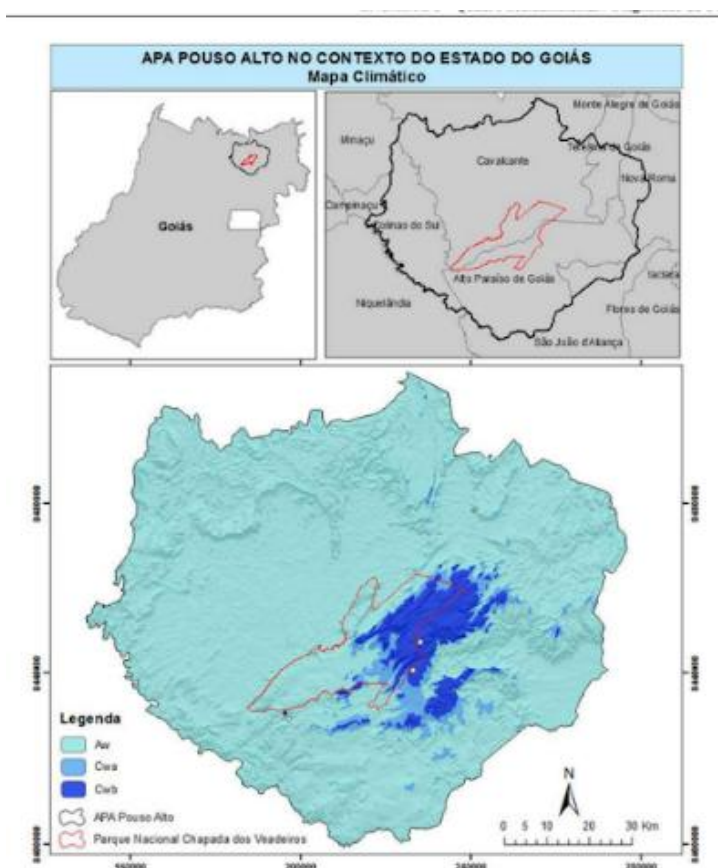 APA POUSO ALTO NO CONTEXTO DO ESTADO DO GOIÁS
Mapa Climático
Goiás
Monte Alegre de Goiás
Minaçu
Teresina de Goiás
Cavalcante
Nova Roma
Campinaçu
Colinas do Sul
Alto Paraíso de Goiás
Niquelândia
Flores de Goiás
São João d'Aliança
Legenda
Aw
Cwa
Cwb
APA Pouso Alto
Parque Nacional Chapada dos Veadeiros
N
0 5 10 15 20 30 Km